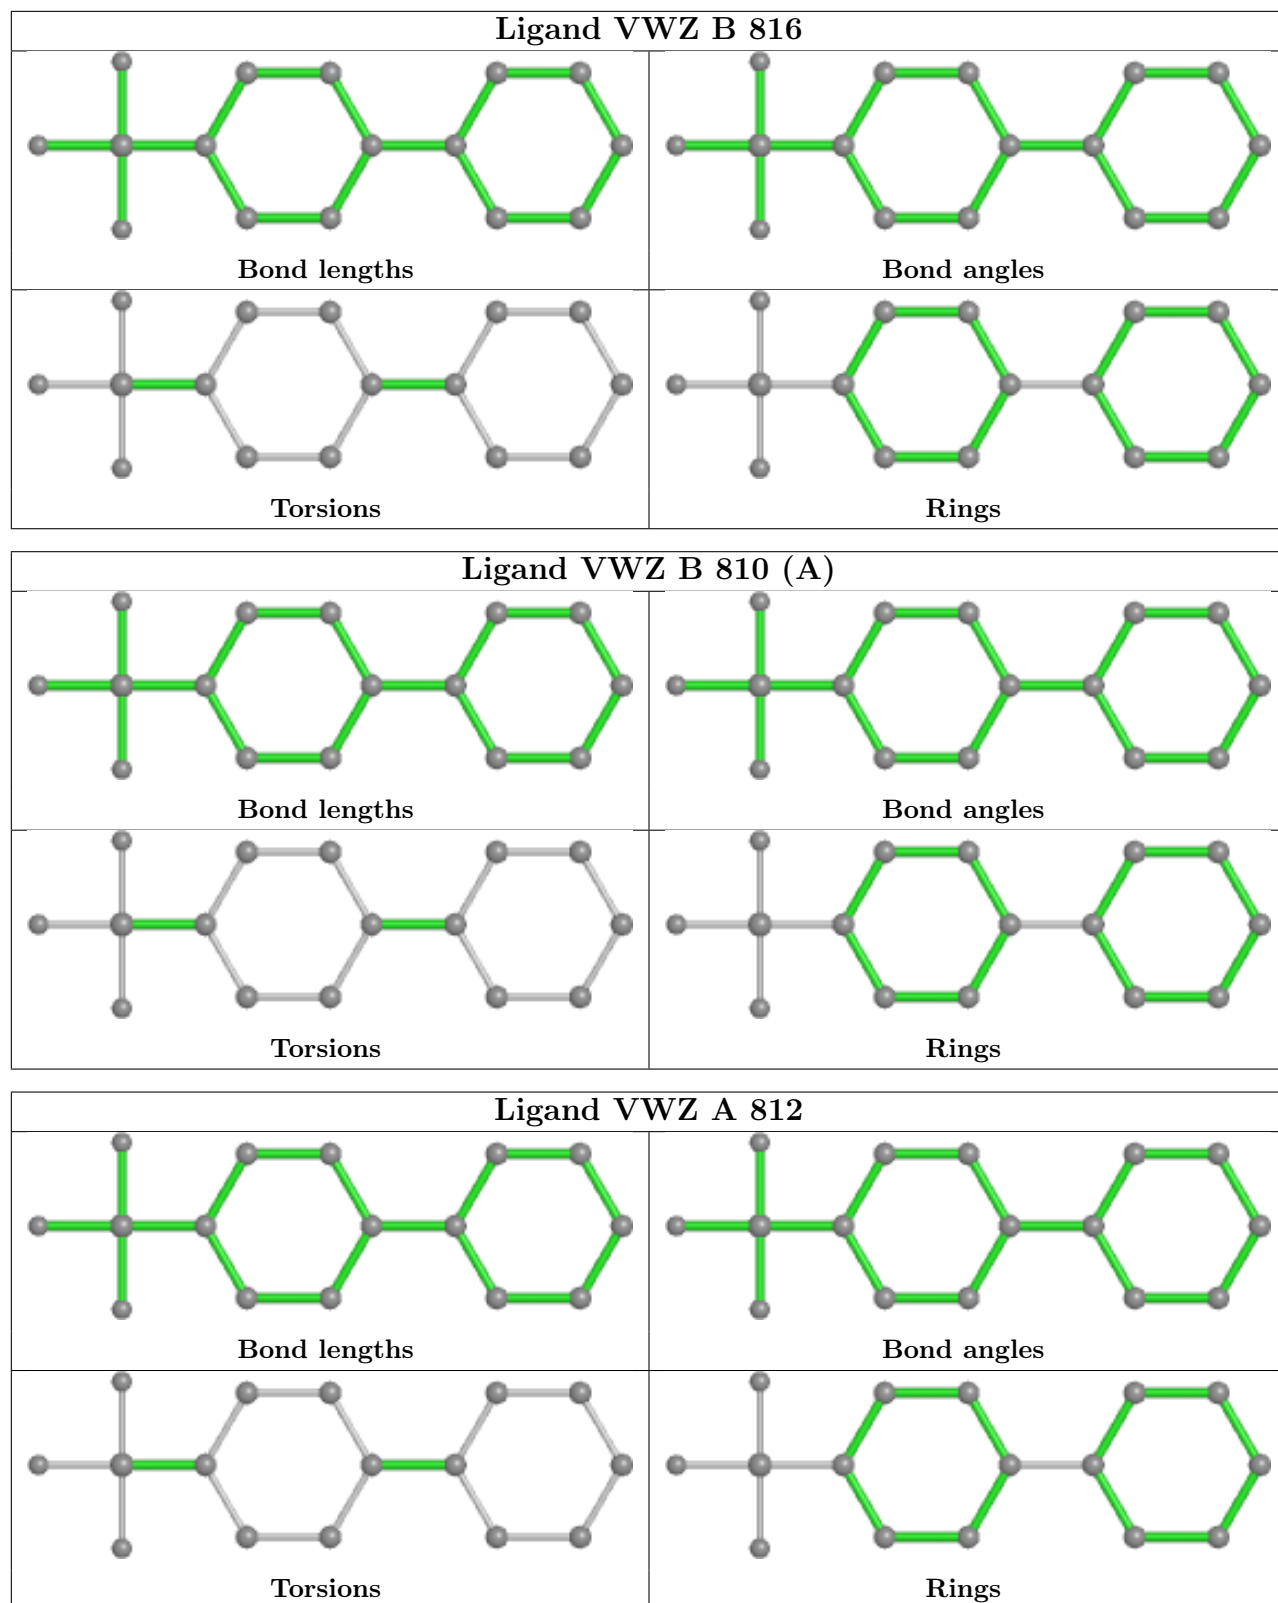 Ligand VWZ B 816
Bond lengths
Bond angles
Torsions
Rings
Ligand VWZ B 810 (A)
Bond lengths
Bond angles
Torsions
Rings
Ligand VWZ A 812
Bond lengths
Bond angles
Torsions
Rings